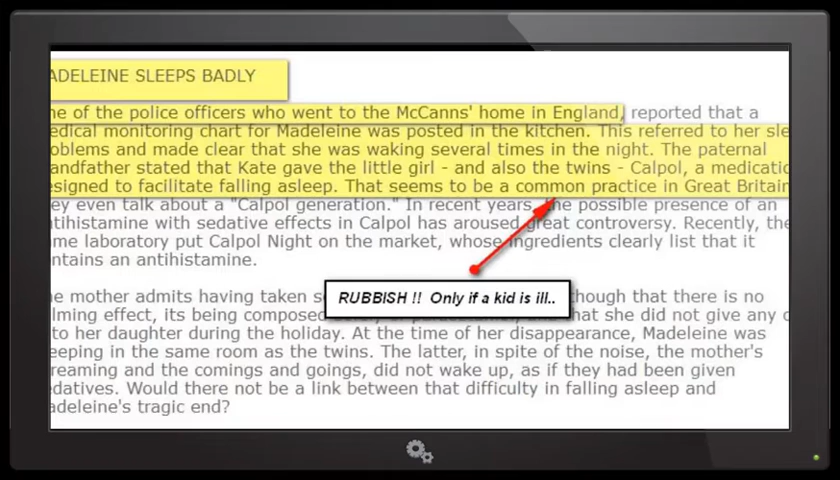 ADELEINE SLEEPS BADLY
ne of the police officers who went to the McCanns' home in England, reported that a
edical monitoring chart for Madeleine was posted in the kitchen. This referred to her sle
oblems and made clear that she was waking several times in the night. The paternal
andfather stated that Kate gave the little girl - and also the twins - Calpol, a medicatio
esigned to facilitate falling asleep. That seems to be a common practice in Great Britain
ey even talk about a "Calpol generation." In recent years, the possible presence of an
tihistamine with sedative effects in Calpol has aroused great controversy. Recently, the
me laboratory put Calpol Night on the market, whose ingredients clearly list that it
ntains an antihistamine.
RUBBISH !! Only if a kid is ill..
e mother admits having taken s though that there is no
lming effect, its being compose that she did not give any o
to her daughter during the holiday. At the time of her disappearance, Madeleine was
eeping in the same room as the twins. The latter, in spite of the noise, the mother's
reaming and the comings and goings, did not wake up, as if they had been given
edatives. Would there not be a link between that difficulty in falling asleep and
adeleine's tragic end?